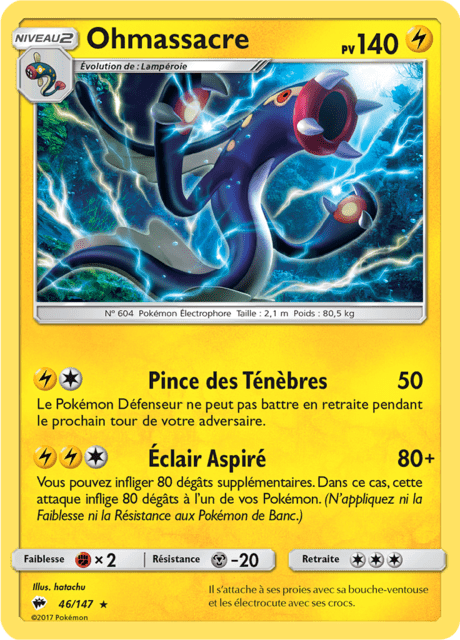 NIVEAU2 Ohmassacre PV140
Évolution de : Lampéroie
N° 604 Pokémon Électrophore Taille : 2,1 m Poids : 80,5 kg
Pince des Ténèbres 50
Le Pokémon Défenseur ne peut pas battre en retraite pendant
le prochain tour de votre adversaire.
Éclair Aspiré 80+
Vous pouvez infliger 80 dégâts supplémentaires. Dans ce cas, cette
attaque inflige 80 dégâts à l'un de vos Pokémon. (N'appliquez ni la
Faiblesse ni la Résistance aux Pokémon de Banc.)
Faiblesse × 2 Résistance -20 Retraite
Illus. hatachu
46/147 ★
©2017 Pokémon
Il s'attache à ses proies avec sa bouche-ventouse
et les électrocute avec ses crocs.